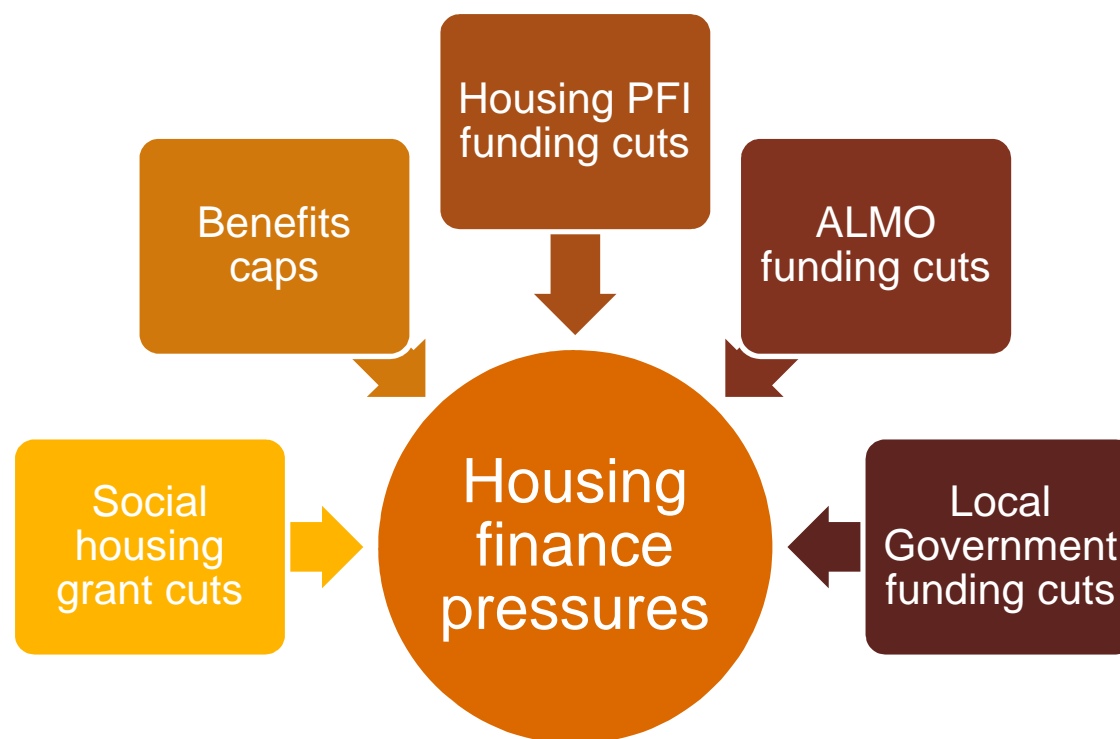 Housing PFI
funding cuts
Benefits
caps
ALMO
funding cuts
Social
housing
grant cuts
Housing
finance
pressures
Local
Government
funding cuts